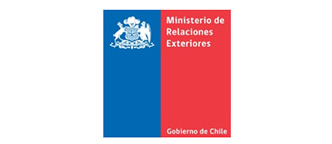 Ministerio de
Relaciones
Exteriores
Gobierno de Chile